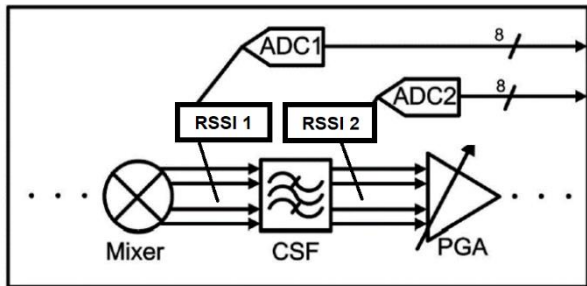 ADC1
8
ADC2
8
RSSI 1
RSSI 2
Mixer
CSF
PGA